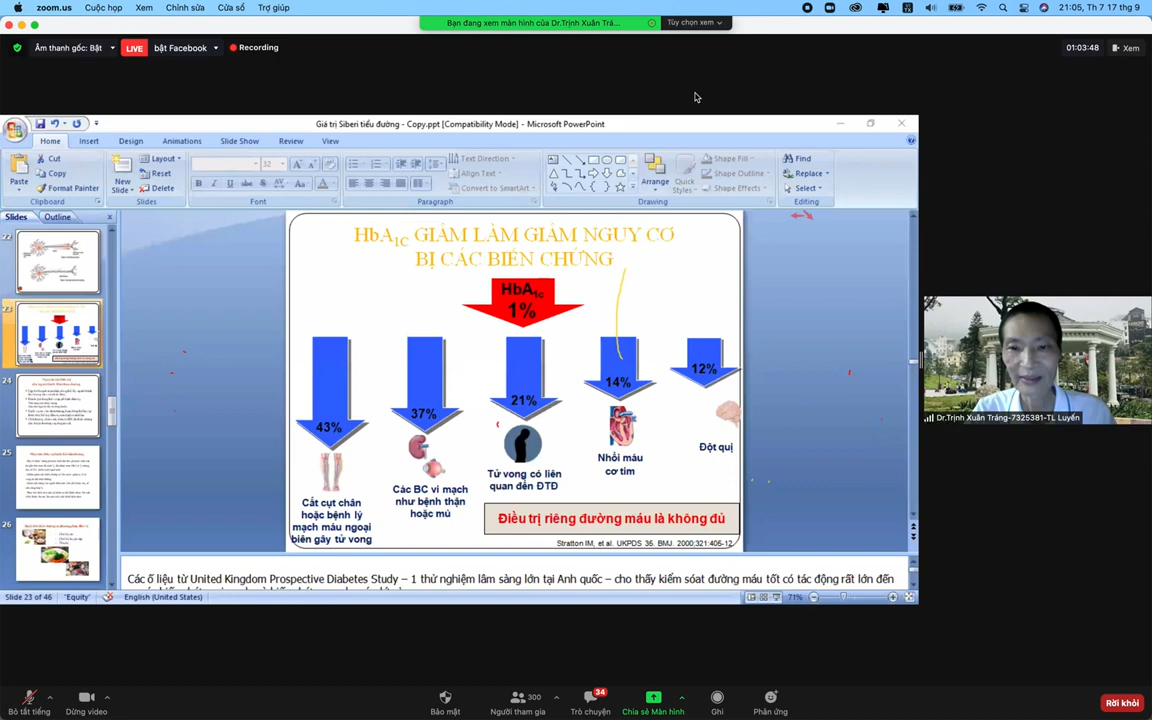 zoom.us Cuộc họp Xem Chỉnh sửa Cửa sổ Trợ giúp
21:05, Th 7 17 thg 9
Bạn đang xem màn hình của Dr.Trịnh Xuân Trá...
Tùy chọn xem
Âm thanh gốc: Bật
LIVE bật Facebook
Recording
01:03:48
Xem
Giá trị Siberi tiểu đường - Copy.ppt [Compatibility Mode] - Microsoft PowerPoint
Home Insert Design Animations Slide Show Review View
Paste
Cut
Copy
Format Painter
Clipboard
New
Slide
Layout
Reset
Delete
Slides
32
Font
Text Direction
Align Text
Convert to SmartArt
Paragraph
Arrange
Quick
Styles
Shape Fill
Shape Outline
Shape Effects
Drawing
Find
Replace
Select
Editing
Slides Outline
22
23
24
25
26
HbA1C GIẢM LÀM GIẢM NGUY CƠ
BỊ CÁC BIẾN CHỨNG
HbA1c
1%
43%
37%
21%
14%
12%
Cắt cụt chân
hoặc bệnh lý
mạch máu ngoại
biên gây tử vong
Các BC vi mạch
như bệnh thận
hoặc mù
Tử vong có liên
quan đến ĐTĐ
Nhồi máu
cơ tim
Đột quị
Điều trị riêng đường máu là không đủ
Stratton IM, et al. UKPDS 35. BMJ. 2000;321:405-12.
Các ố liệu từ United Kingdom Prospective Diabetes Study – 1 thử nghiệm lâm sàng lớn tại Anh quốc – cho thấy kiểm sóat đường máu tốt có tác động rất lớn đến
Slide 23 of 46 "Equity" English (United States)
71%
Dr.Trịnh Xuân Tráng-7325381-TL Luyến
Bỏ tắt tiếng
Dừng video
Bảo mật
300
Người tham gia
34
Trò chuyện
Chia sẻ Màn hình
Ghi
Phản ứng
Rời khỏi